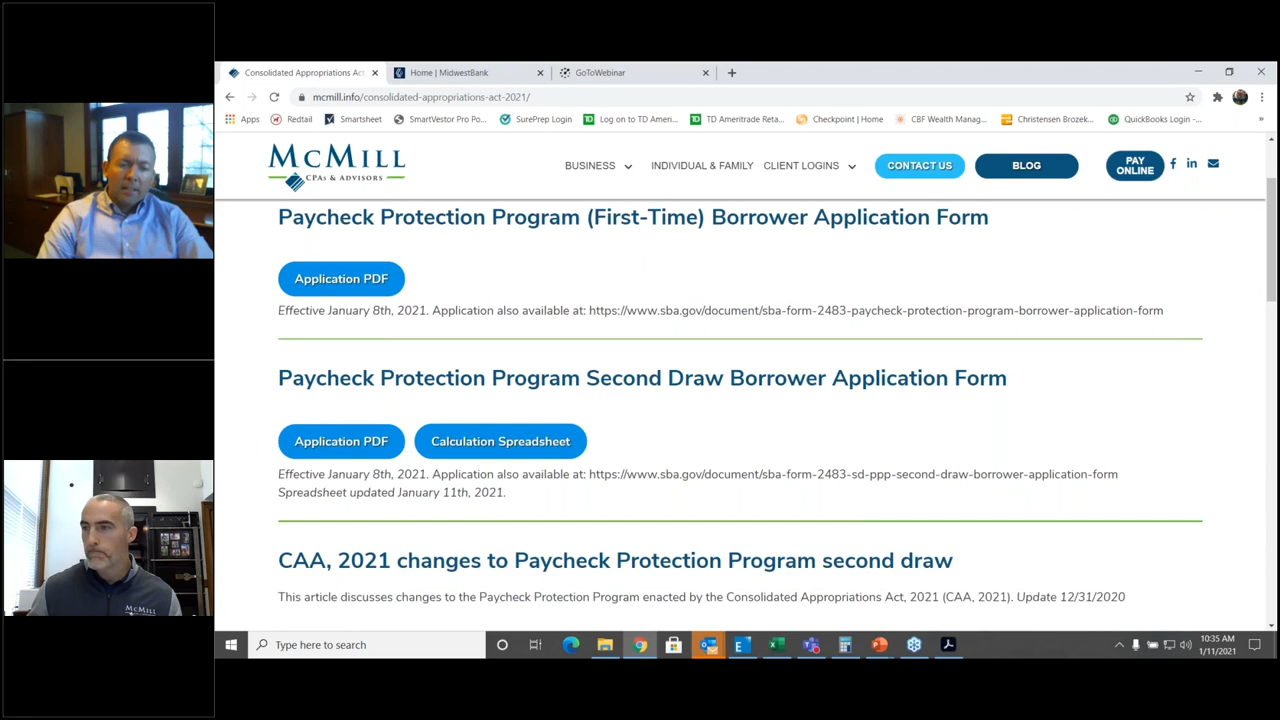 Consolidated Appropriations Act,
Home | MidwestBank
GoToWebinar
mcmill.info/consolidated-appropriations-act-2021/
Apps
Redtail
Smartsheet
SmartVestor Pro Po...
SurePrep Login
Log on to TD Ameri...
TD Ameritrade Reta...
Checkpoint | Home
CBF Wealth Manag...
Christensen Brozek...
QuickBooks Login -...
McMILL
CPAs & ADVISORS
BUSINESS
INDIVIDUAL & FAMILY
CLIENT LOGINS
CONTACT US
BLOG
PAY
ONLINE
Paycheck Protection Program (First-Time) Borrower Application Form
Application PDF
Effective January 8th, 2021. Application also available at: https://www.sba.gov/document/sba-form-2483-paycheck-protection-program-borrower-application-form
Paycheck Protection Program Second Draw Borrower Application Form
Application PDF
Calculation Spreadsheet
Effective January 8th, 2021. Application also available at: https://www.sba.gov/document/sba-form-2483-sd-ppp-second-draw-borrower-application-form
Spreadsheet updated January 11th, 2021.
CAA, 2021 changes to Paycheck Protection Program second draw
This article discusses changes to the Paycheck Protection Program enacted by the Consolidated Appropriations Act, 2021 (CAA, 2021). Update 12/31/2020
McMILL
Type here to search
10:35 AM
1/11/2021